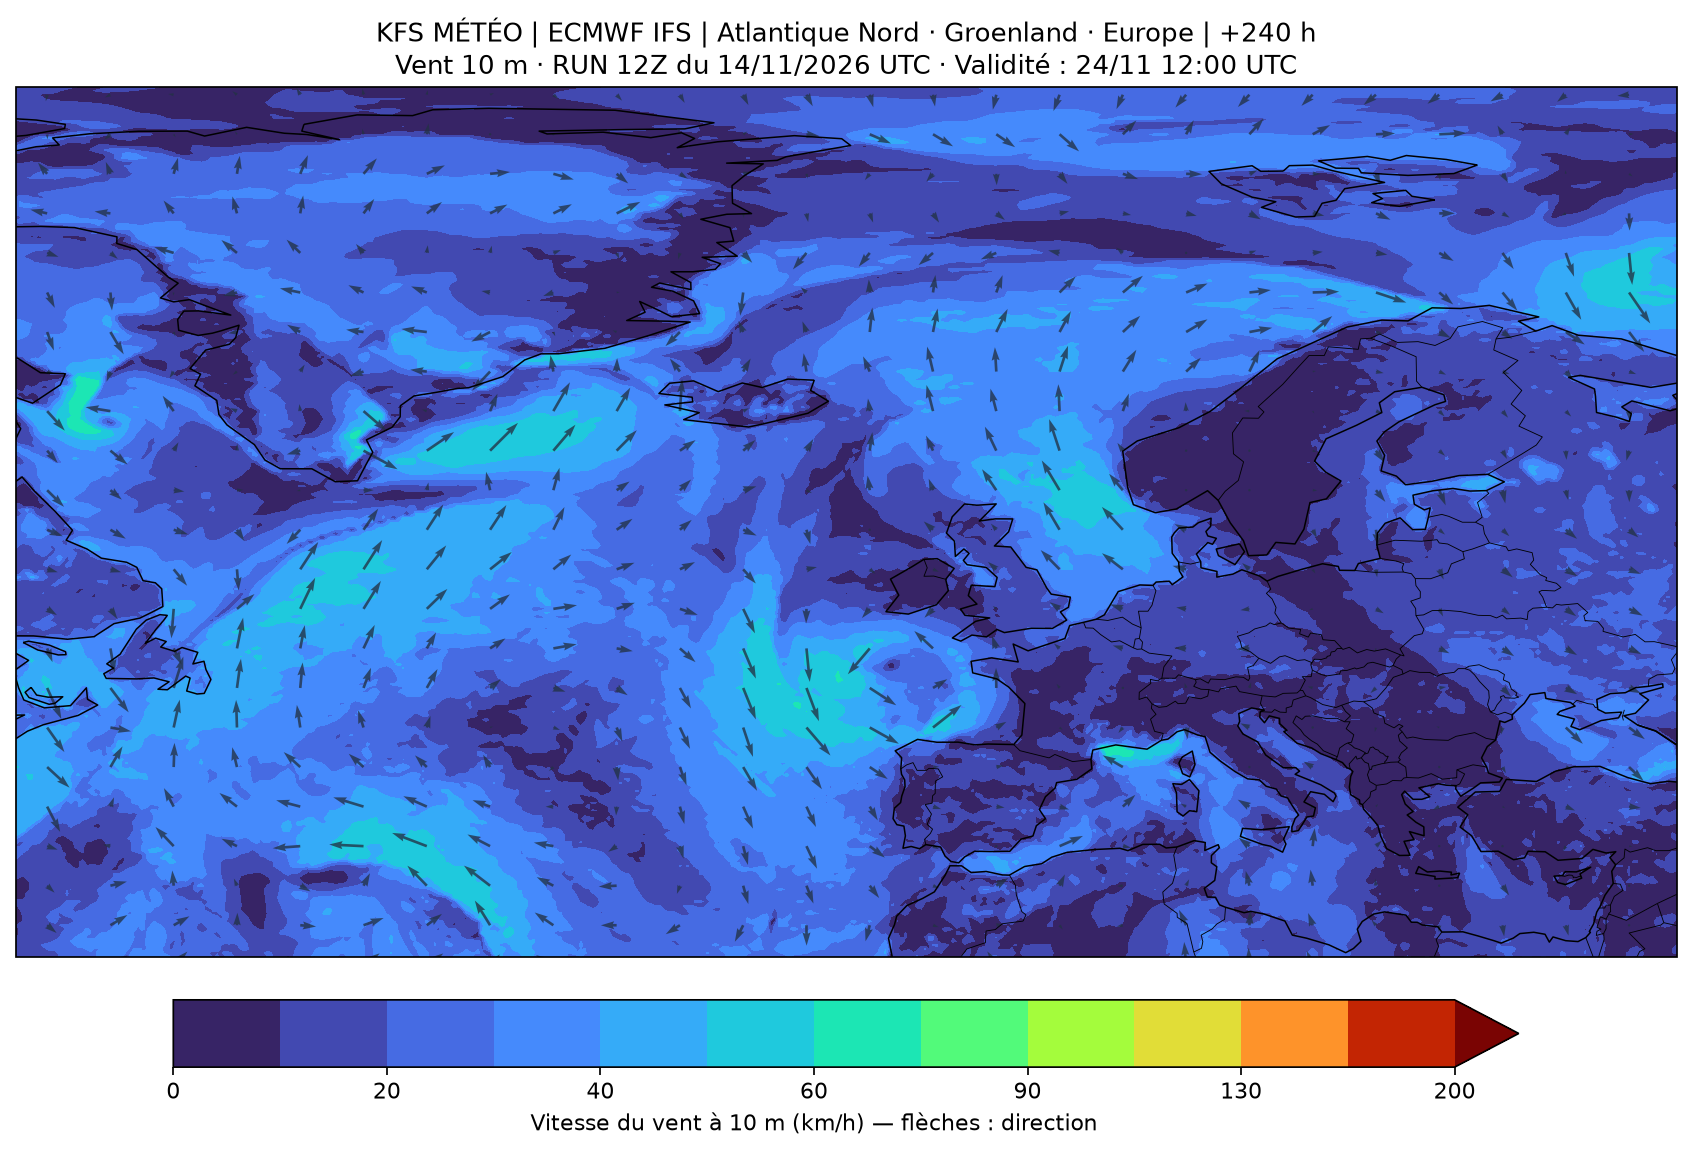 KFS MÉTÉO | ECMWF IFS | Atlantique Nord · Groenland · Europe | +240 h
Vent 10 m · RUN 12Z du 14/11/2026 UTC · Validité : 24/11 12:00 UTC
0 20 40 60 90 130 200
Vitesse du vent à 10 m (km/h) — flèches : direction